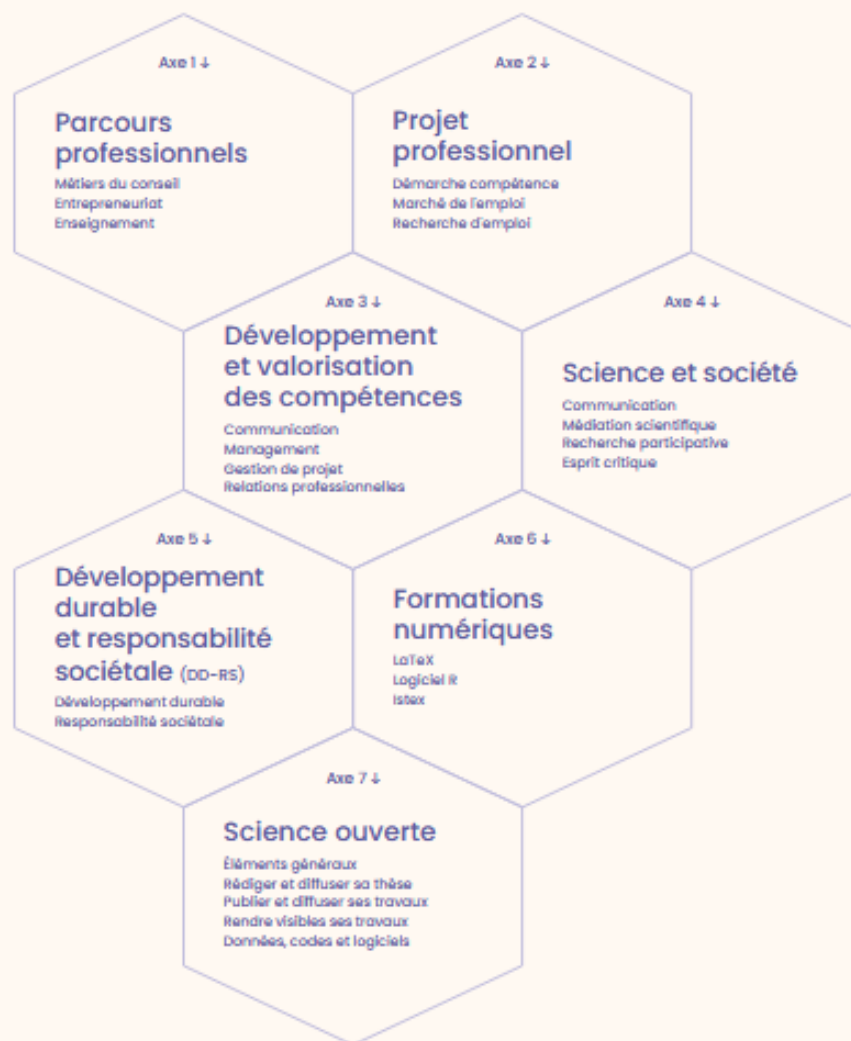 Axe 1 ↓
Parcours
professionnels
Métiers du conseil
Entrepreneuriat
Enseignement
Axe 2 ↓
Projet
professionnel
Démarche compétence
Marché de l'emploi
Recherche d'emploi
Axe 3 ↓
Développement
et valorisation
des compétences
Communication
Management
Gestion de projet
Relations professionnelles
Axe 4 ↓
Science et société
Communication
Médiation scientifique
Recherche participative
Esprit critique
Axe 5 ↓
Développement
durable
et responsabilité
sociétale (DD-RS)
Développement durable
Responsabilité sociétale
Axe 6 ↓
Formations
numériques
LaTeX
Logiciel R
Istex
Axe 7 ↓
Science ouverte
Éléments généraux
Rédiger et diffuser sa thèse
Publier et diffuser ses travaux
Rendre visibles ses travaux
Données, codes et logiciels